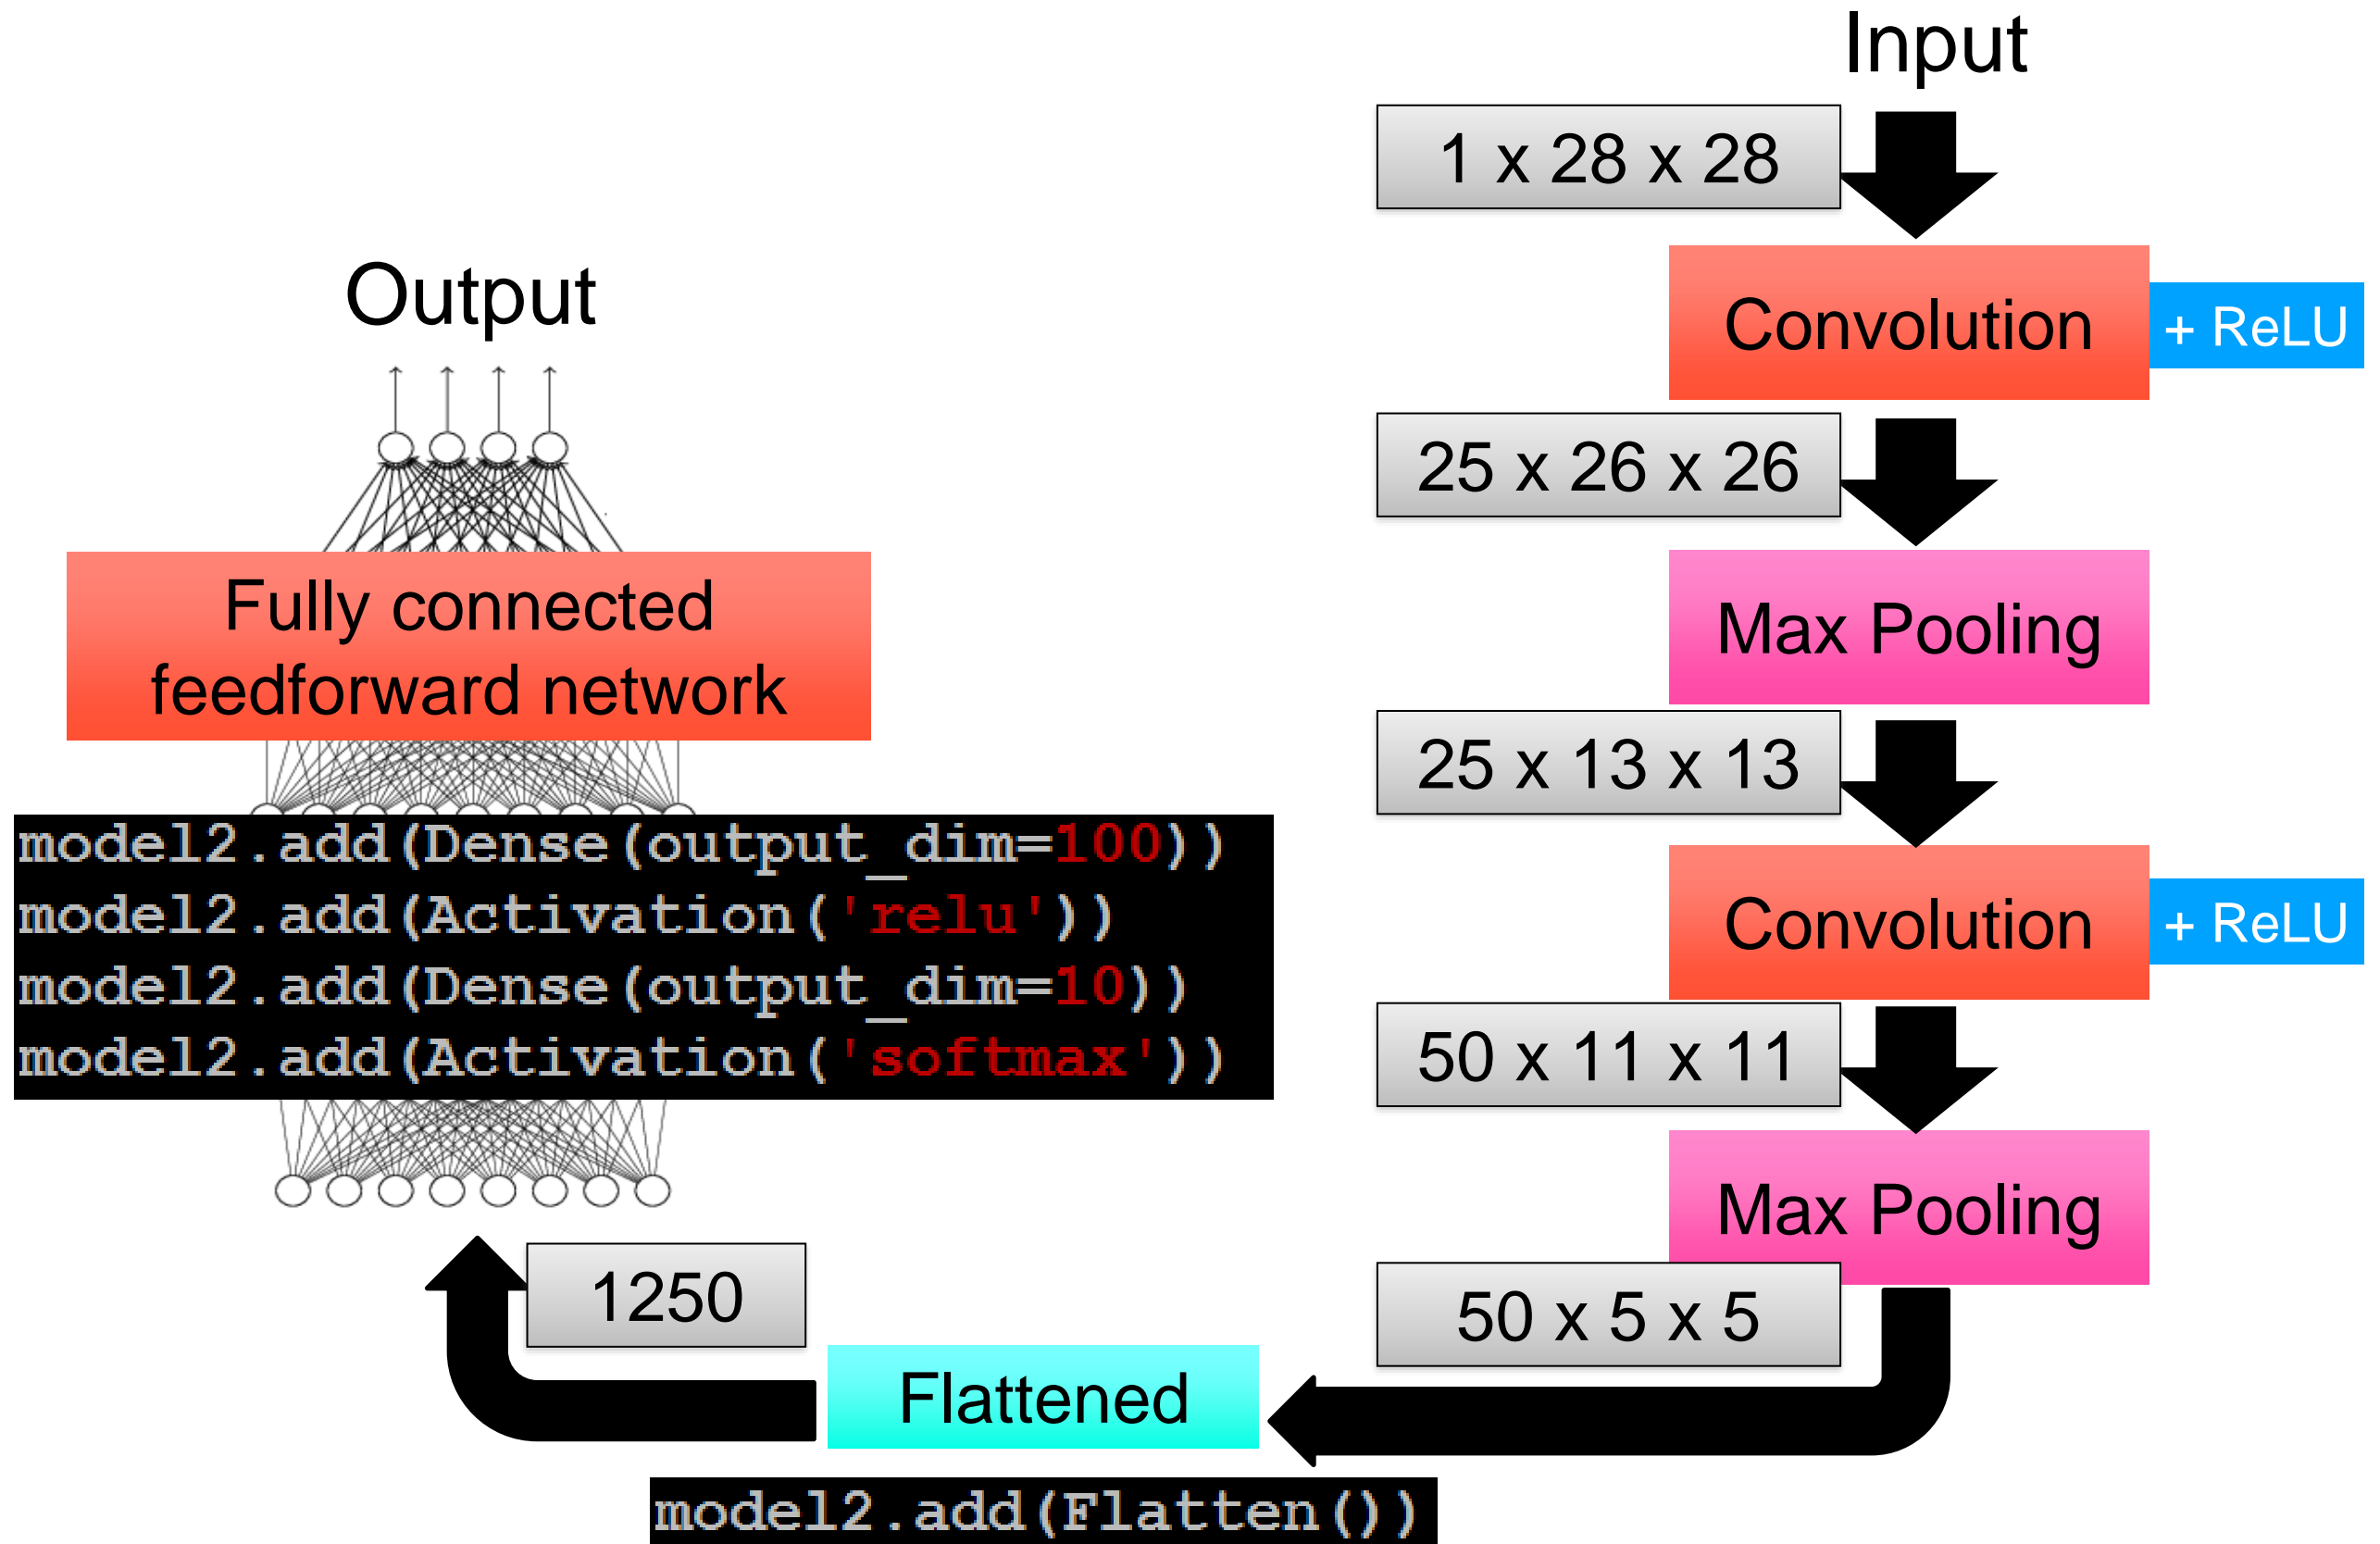 Input
1 x 28 x 28
Convolution
+ ReLU
25 x 26 x 26
Max Pooling
25 x 13 x 13
Convolution
+ ReLU
50 x 11 x 11
Max Pooling
50 x 5 x 5
Flattened
model2.add(Flatten())
1250
model2.add(Dense(output_dim=100))
model2.add(Activation('relu'))
model2.add(Dense(output_dim=10))
model2.add(Activation('softmax'))
Fully connected
feedforward network
Output